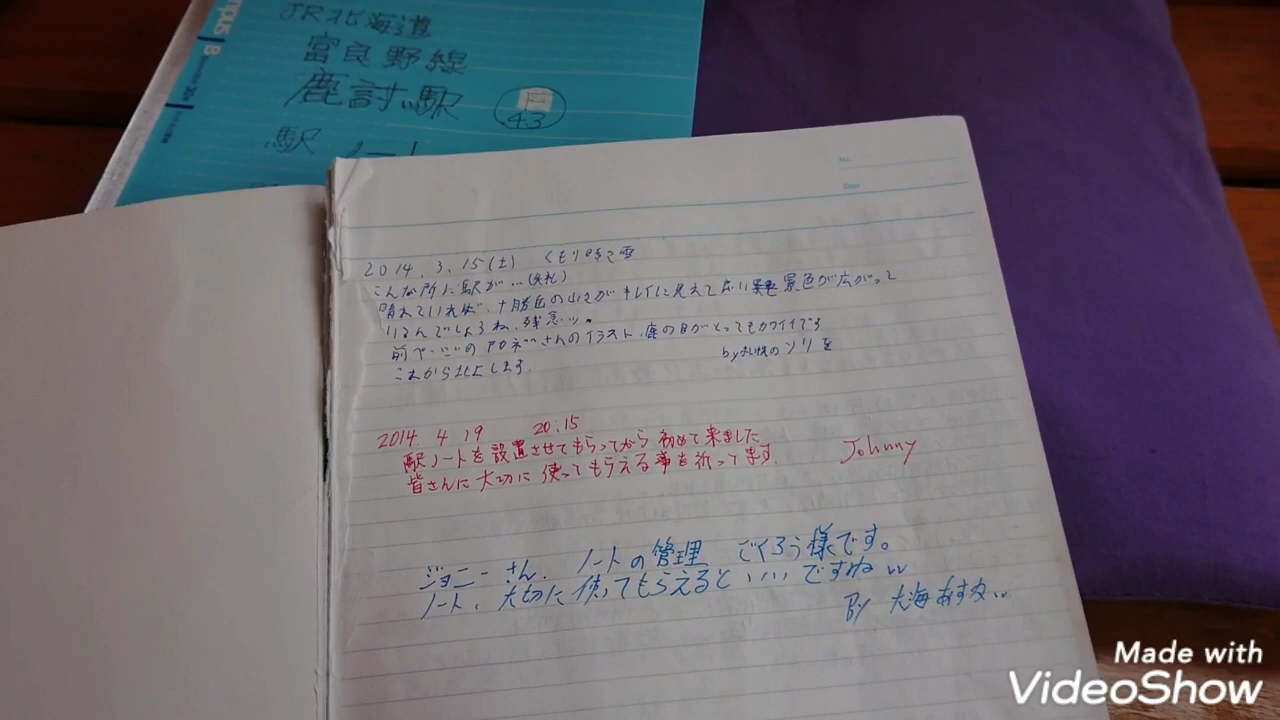 JR北海道
富良野線
鹿討駅
F
43
駅ノート
mpus
B
No.
Date
2014.3.15(土) くもり時々雪
こんな所に駅が…(失礼)
晴れていれば、十勝岳の山々がキレイに見えて 景色が広がって
いるんでしょうね、残念ッ。
前ページの さんのイラスト、鹿の目がとってもカワイイです
by札幌のソリ
これから北上します。
2014 4 19 20:15
駅ノートを設置させてもらってから初めて来ました
皆さんに大切に使ってもらえる事を祈ってます。
Johnny
ジョニーさん、ノートの管理 ごくろう様です。
ノート、大切に使ってもらえるといいですね
By 大海あすか
Made with
VideoShow